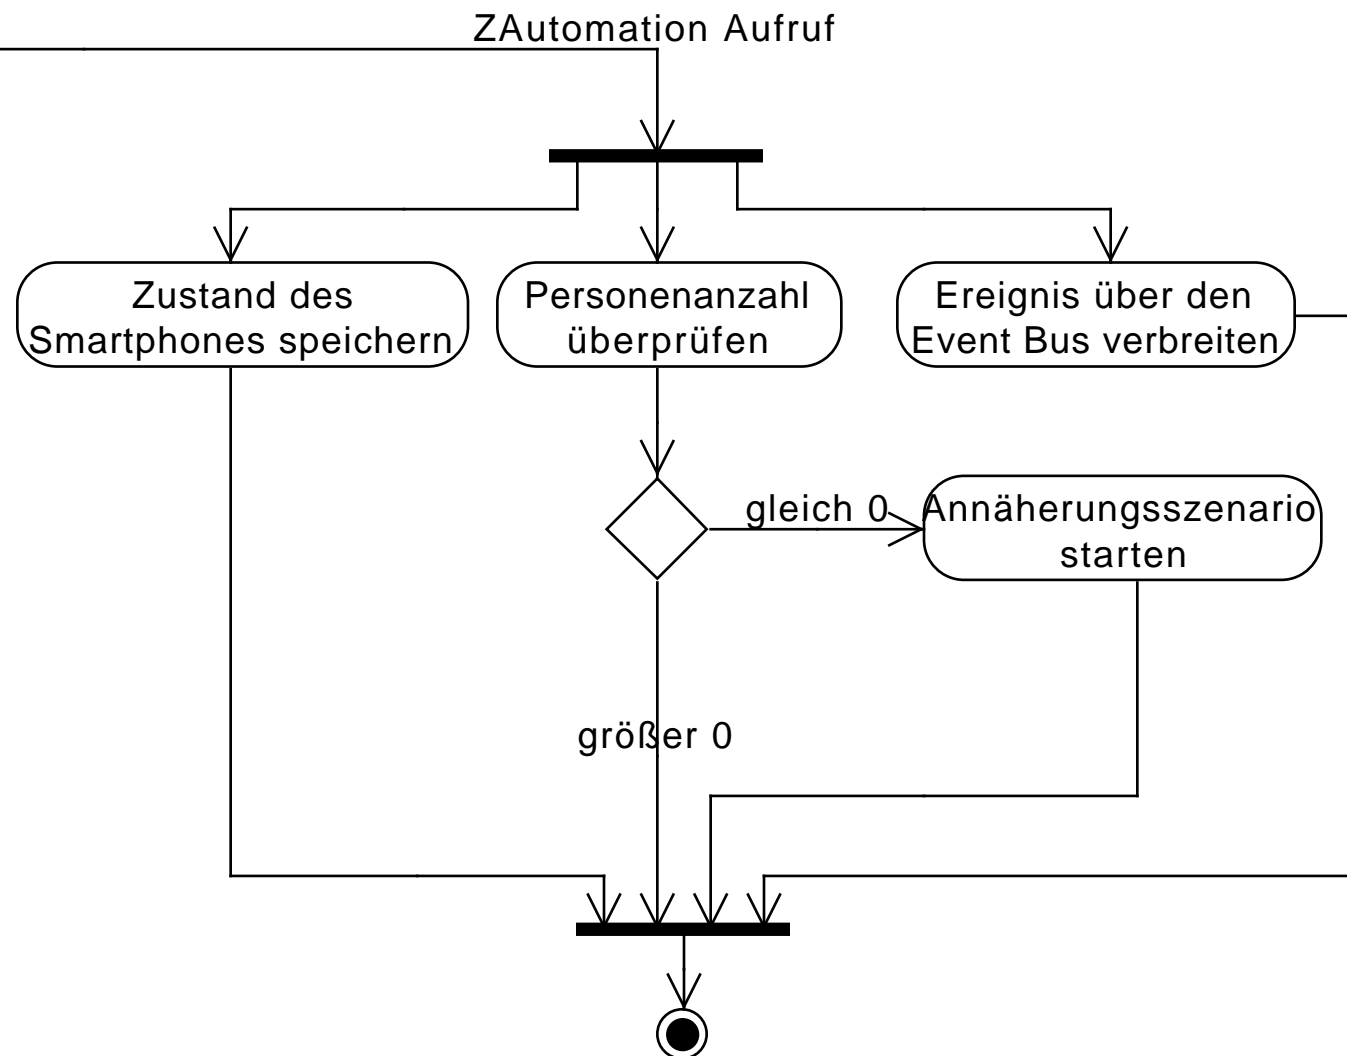 ZAutomation Aufruf
Zustand des
Smartphones speichern
Personenanzahl
überprüfen
Ereignis über den
Event Bus verbreiten
gleich 0
Annäherungsszenario
starten
größer 0